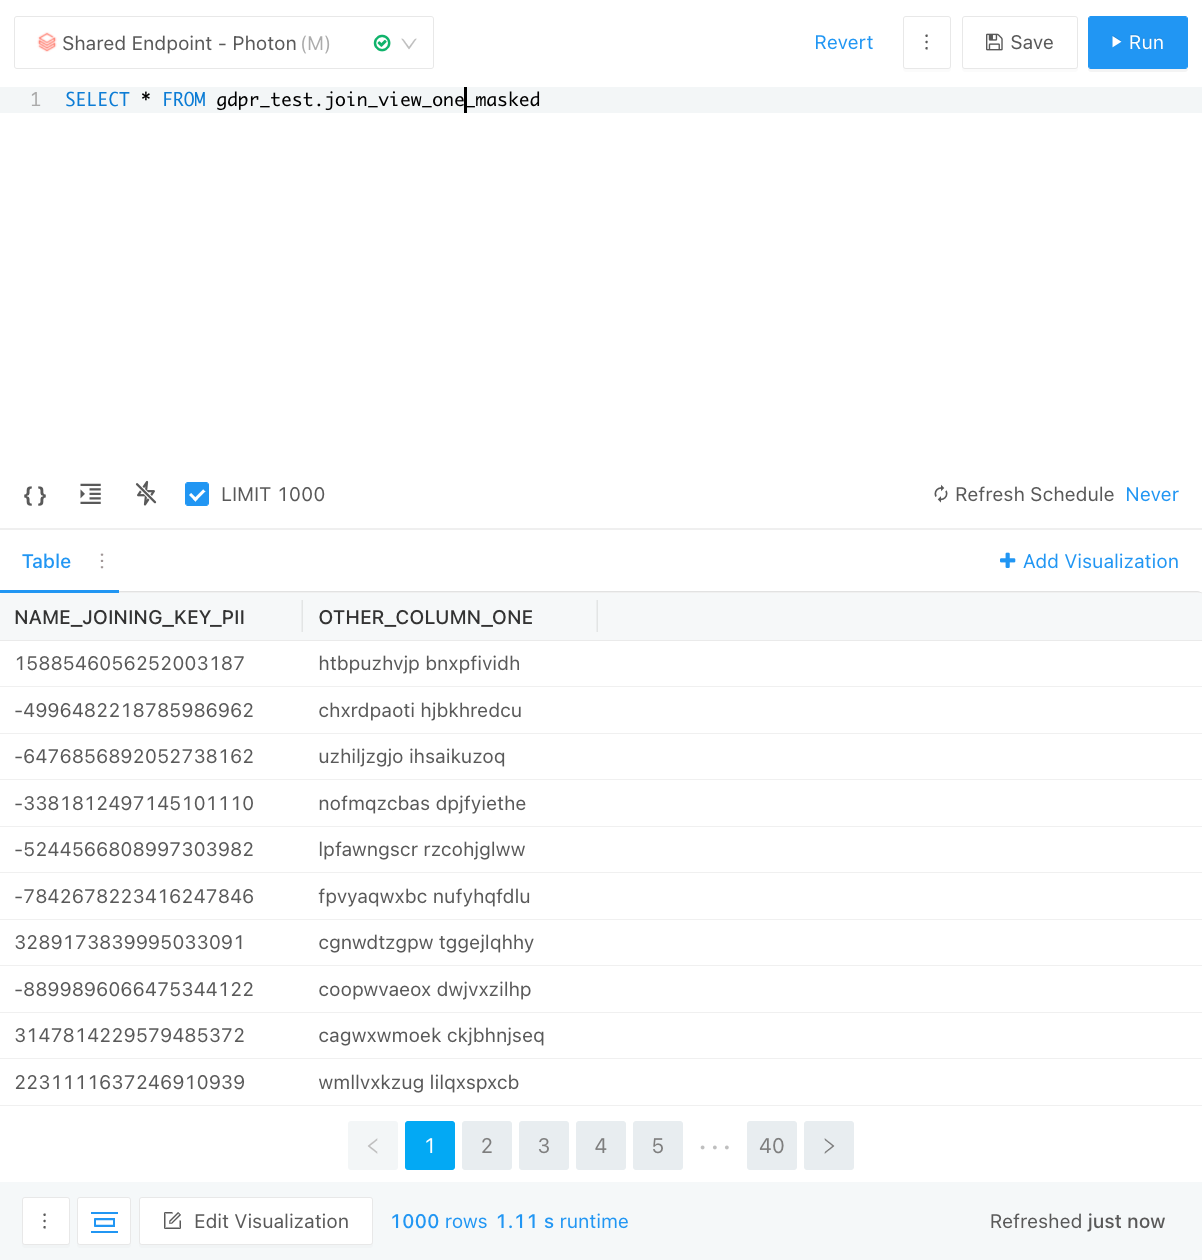 Shared Endpoint - Photon (M)
Revert
Save
Run
1 SELECT * FROM gdpr_test.join_view_one_masked
{ } LIMIT 1000
Refresh Schedule Never
Table
Add Visualization
NAME_JOINING_KEY_PII OTHER_COLUMN_ONE
1588546056252003187 htbpuzhvjp bnxpfividh
-4996482218785986962 chxrdpaoti hjbkhredcu
-6476856892052738162 uzhiljzgjo ihsaikuzoq
-3381812497145101110 nofmqzcbas dpjfyiethe
-5244566808997303982 lpfawngscr rzcohjglww
-7842678223416247846 fpvyaqwxbc nufyhqfdlu
3289173839995033091 cgnwdtzgpw tggejlqhhy
-8899896066475344122 coopwvaeox dwjvxzilhp
3147814229579485372 cagwxwmoek ckjbhnjseq
2231111637246910939 wmllvxkzug lilqxspxcb
< 1 2 3 4 5 ··· 40 >
Edit Visualization 1000 rows 1.11 s runtime Refreshed just now